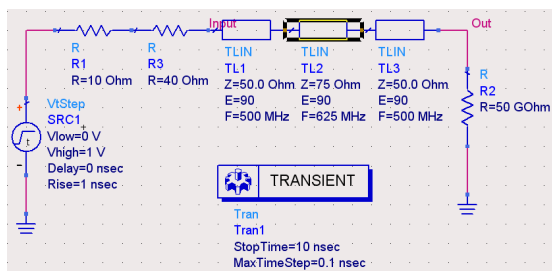 Input
Out
R
R1
R=10 Ohm
R
R3
R=40 Ohm
TLIN
TL1
Z=50.0 Ohm
E=90
F=500 MHz
TLIN
TL2
Z=75 Ohm
E=90
F=625 MHz
TLIN
TL3
Z=50.0 Ohm
E=90
F=500 MHz
R
R2
R=50 GOhm
VtStep
SRC1
Vlow=0 V
Vhigh=1 V
Delay=0 nsec
Rise=1 nsec
t
TRANSIENT
Tran
Tran1
StopTime=10 nsec
MaxTimeStep=0.1 nsec